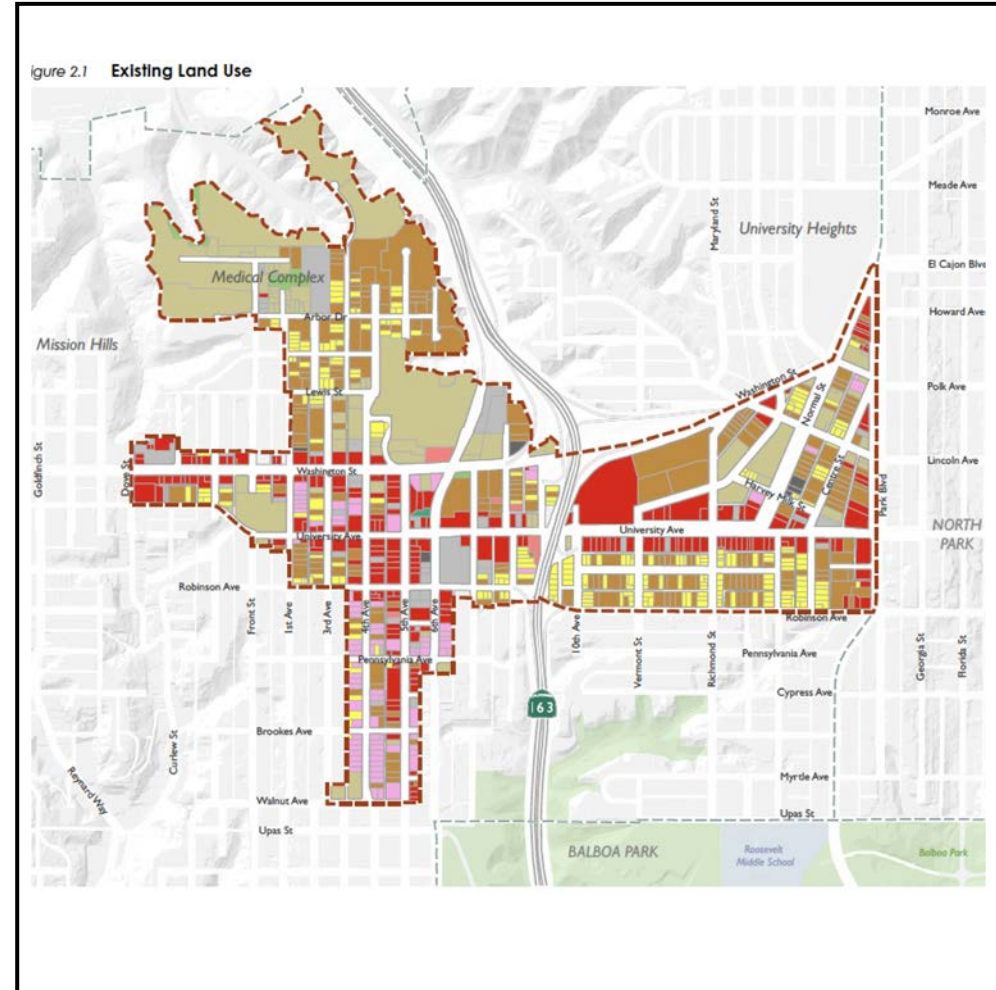 igure 2.1 Existing Land Use
Monroe Ave
Meade Ave
Maryland St
University Heights
El Cajon Blv
Medical Complex
Howard Ave
Arbor Dr
Mission Hills
Washington St
Polk Ave
Normal St
Lewis St
Goldfinch St
Dove St
Washington St
Lincoln Ave
Centre St
Harvey Milk St
Park Blvd
University Ave
University Ave
NORTH
PARK
Robinson Ave
Robinson Ave
Front St
1st Ave
3rd Ave
4th Ave
5th Ave
6th Ave
10th Ave
Vermont St
Richmond St
Georgia St
Florida St
Pennsylvania Ave
Pennsylvania Ave
Cypress Ave
163
Brookes Ave
Curlew St
Reynard Way
Myrtle Ave
Walnut Ave
Upas St
Upas St
BALBOA PARK
Roosevelt
Middle School
Balboa Park